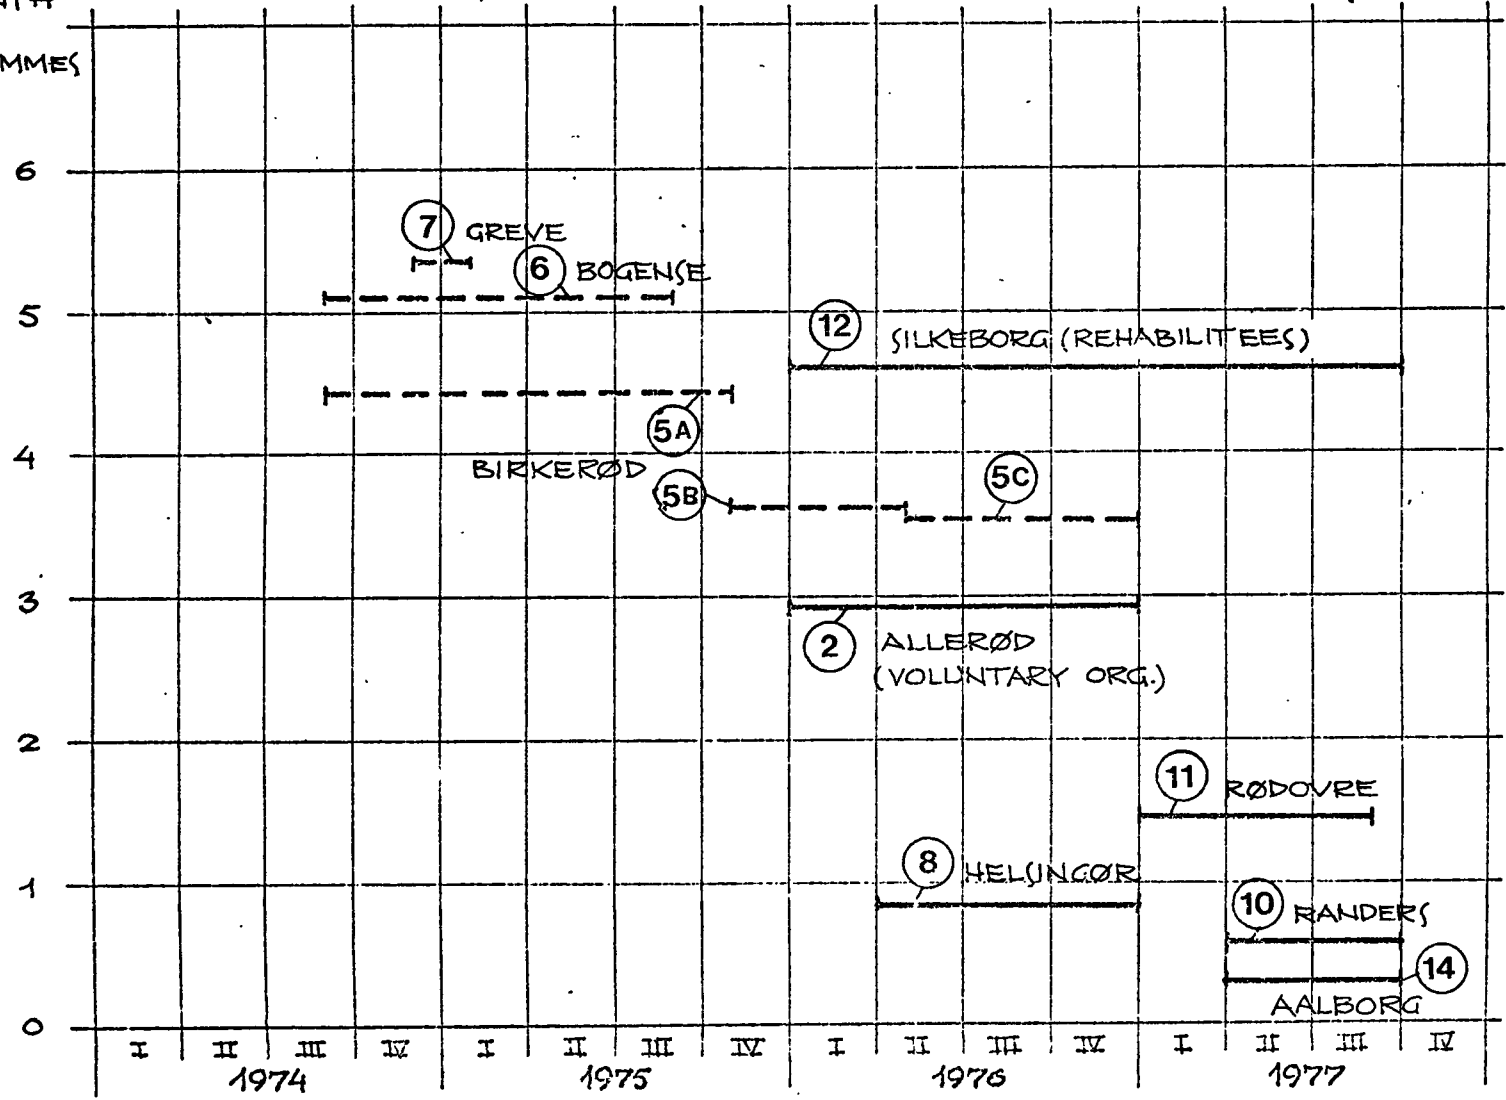 6
7 GREVE
6 BOGENSE
5
12 SILKEBORG (REHABILITEES)
5A
4
BIRKERØD
5B
5C
3
2 ALLERØD
(VOLUNTARY ORG.)
2
11 RØDOVRE
8 HELSINGØR
1
10 RANDERS
14
AALBORG
0
I II III IV I II III IV I II III IV I II III IV
1974 1975 1976 1977